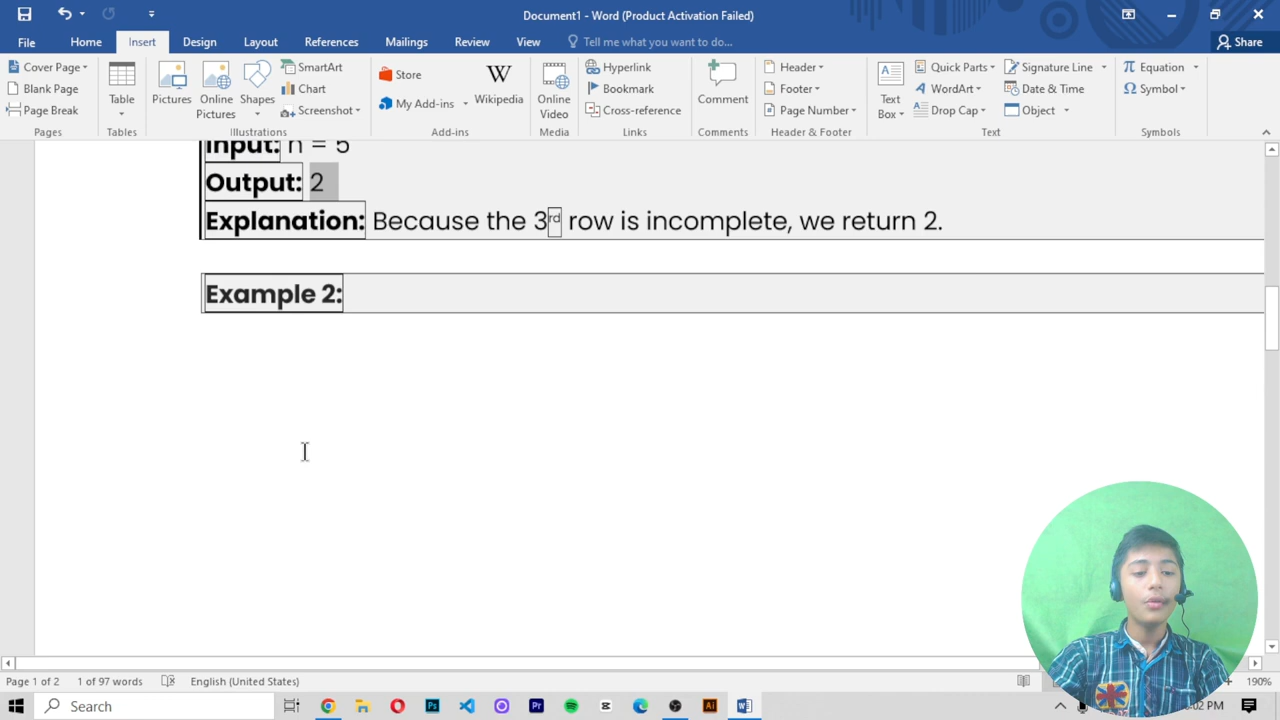 Document1 - Word (Product Activation Failed)
File Home Insert Design Layout References Mailings Review View Tell me what you want to do... Share
Cover Page
Blank Page
Page Break
Pages
Table
Tables
Pictures
Online Pictures
Shapes
SmartArt
Chart
Screenshot
Illustrations
Store
My Add-ins
Wikipedia
Add-ins
Online Video
Media
Hyperlink
Bookmark
Cross-reference
Links
Comment
Comments
Header
Footer
Page Number
Header & Footer
Text Box
Quick Parts
WordArt
Drop Cap
Signature Line
Date & Time
Object
Text
Equation
Symbol
Symbols
Input: n = 5
Output: 2
Explanation: Because the 3rd row is incomplete, we return 2.
Example 2:
Page 1 of 2 1 of 97 words English (United States) 190%
Search